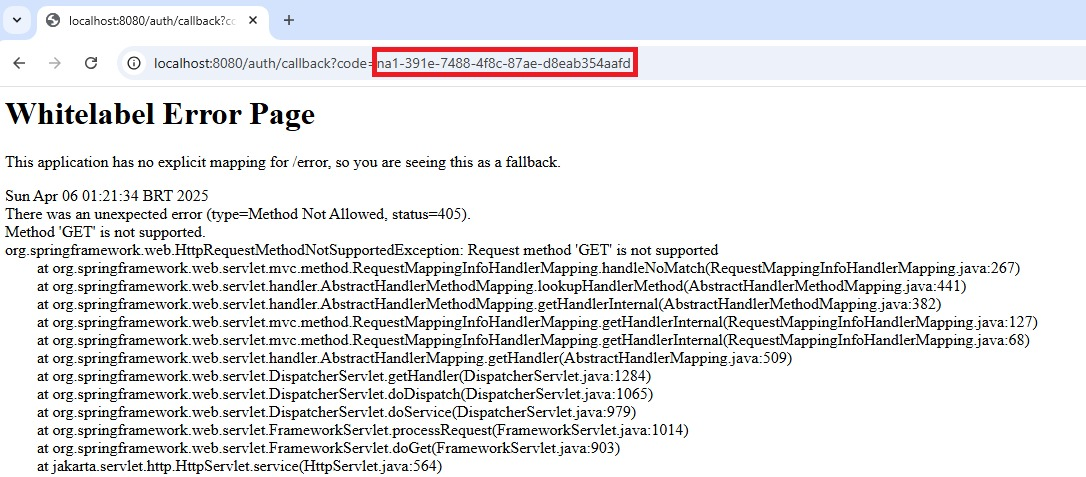 localhost:8080/auth/callback?co
localhost:8080/auth/callback?code=na1-391e-7488-4f8c-87ae-d8eab354aafd
Whitelabel Error Page
This application has no explicit mapping for /error, so you are seeing this as a fallback.
Sun Apr 06 01:21:34 BRT 2025
There was an unexpected error (type=Method Not Allowed, status=405).
Method 'GET' is not supported.
org.springframework.web.HttpRequestMethodNotSupportedException: Request method 'GET' is not supported
at org.springframework.web.servlet.mvc.method.RequestMappingInfoHandlerMapping.handleNoMatch(RequestMappingInfoHandlerMapping.java:267)
at org.springframework.web.servlet.handler.AbstractHandlerMethodMapping.lookupHandlerMethod(AbstractHandlerMethodMapping.java:441)
at org.springframework.web.servlet.handler.AbstractHandlerMethodMapping.getHandlerInternal(AbstractHandlerMethodMapping.java:382)
at org.springframework.web.servlet.mvc.method.RequestMappingInfoHandlerMapping.getHandlerInternal(RequestMappingInfoHandlerMapping.java:127)
at org.springframework.web.servlet.mvc.method.RequestMappingInfoHandlerMapping.getHandlerInternal(RequestMappingInfoHandlerMapping.java:68)
at org.springframework.web.servlet.handler.AbstractHandlerMapping.getHandler(AbstractHandlerMapping.java:509)
at org.springframework.web.servlet.DispatcherServlet.getHandler(DispatcherServlet.java:1284)
at org.springframework.web.servlet.DispatcherServlet.doDispatch(DispatcherServlet.java:1065)
at org.springframework.web.servlet.DispatcherServlet.doService(DispatcherServlet.java:979)
at org.springframework.web.servlet.FrameworkServlet.processRequest(FrameworkServlet.java:1014)
at org.springframework.web.servlet.FrameworkServlet.doGet(FrameworkServlet.java:903)
at jakarta.servlet.http.HttpServlet.service(HttpServlet.java:564)